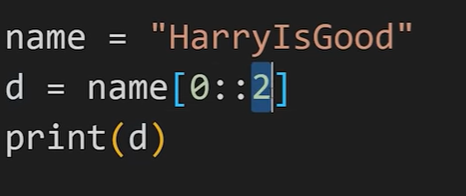 name = "HarryIsGood"
d = name[0::2]
print(d)